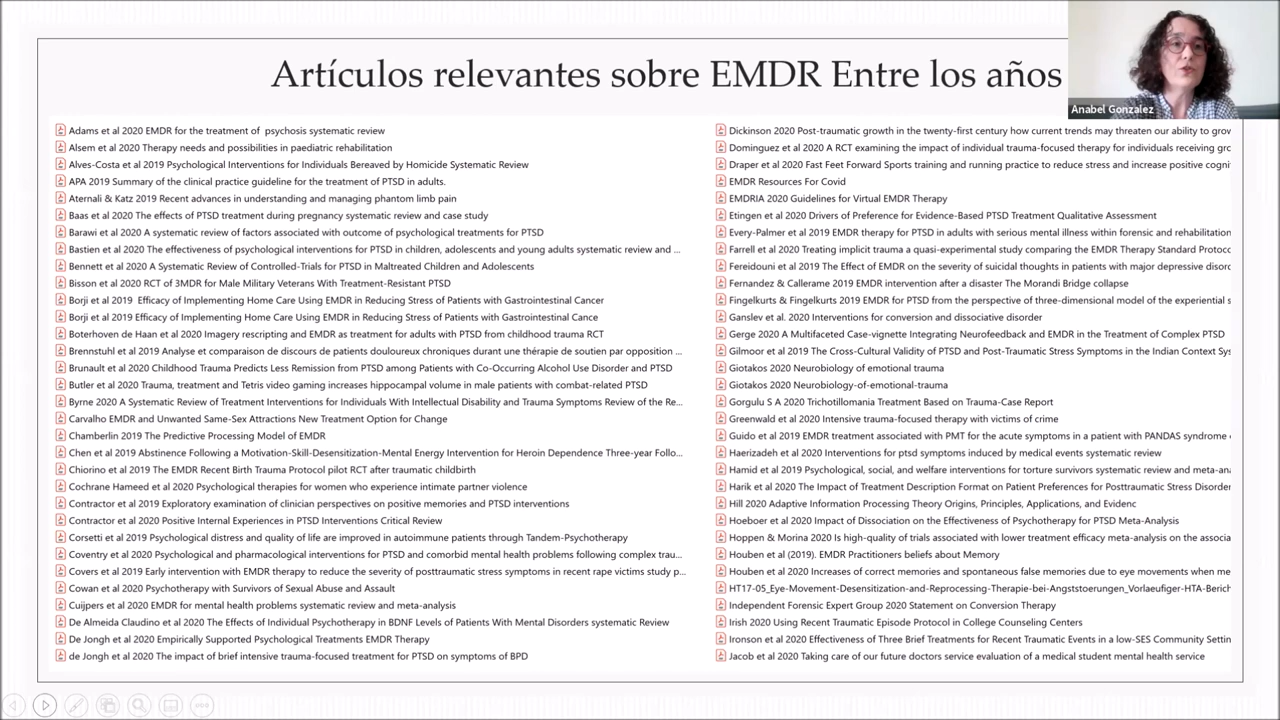 Artículos relevantes sobre EMDR Entre los años
Anabel Gonzalez
Adams et al 2020 EMDR for the treatment of psychosis systematic review
Alsem et al 2020 Therapy needs and possibilities in paediatric rehabilitation
Alves-Costa et al 2019 Psychological Interventions for Individuals Bereaved by Homicide Systematic Review
APA 2019 Summary of the clinical practice guideline for the treatment of PTSD in adults.
Aternali & Katz 2019 Recent advances in understanding and managing phantom limb pain
Baas et al 2020 The effects of PTSD treatment during pregnancy systematic review and case study
Barawi et al 2020 A systematic review of factors associated with outcome of psychological treatments for PTSD
Bastien et al 2020 The effectiveness of psychological interventions for PTSD in children, adolescents and young adults systematic review and ...
Bennett et al 2020 A Systematic Review of Controlled-Trials for PTSD in Maltreated Children and Adolescents
Bisson et al 2020 RCT of 3MDR for Male Military Veterans With Treatment-Resistant PTSD
Borji et al 2019  Efficacy of Implementing Home Care Using EMDR in Reducing Stress of Patients with Gastrointestinal Cancer
Borji et al 2019 Efficacy of Implementing Home Care Using EMDR in Reducing Stress of Patients with Gastrointestinal Cance
Boterhoven de Haan et al 2020 Imagery rescripting and EMDR as treatment for adults with PTSD from childhood trauma RCT
Brennstuhl et al 2019 Analyse et comparaison de discours de patients douloureux chroniques durant une thérapie de soutien par opposition ...
Brunault et al 2020 Childhood Trauma Predicts Less Remission from PTSD among Patients with Co-Occurring Alcohol Use Disorder and PTSD
Butler et al 2020 Trauma, treatment and Tetris video gaming increases hippocampal volume in male patients with combat-related PTSD
Byrne 2020 A Systematic Review of Treatment Interventions for Individuals With Intellectual Disability and Trauma Symptoms Review of the Re...
Carvalho EMDR and Unwanted Same-Sex Attractions New Treatment Option for Change
Chamberlin 2019 The Predictive Processing Model of EMDR
Chen et al 2019 Abstinence Following a Motivation-Skill-Desensitization-Mental Energy Intervention for Heroin Dependence Three-year Follo...
Chiorino et al 2019 The EMDR Recent Birth Trauma Protocol pilot RCT after traumatic childbirth
Cochrane Hameed et al 2020 Psychological therapies for women who experience intimate partner violence
Contractor et al 2019 Exploratory examination of clinician perspectives on positive memories and PTSD interventions
Contractor et al 2020 Positive Internal Experiences in PTSD Interventions Critical Review
Corsetti et al 2019 Psychological distress and quality of life are improved in autoimmune patients through Tandem-Psychotherapy
Coventry et al 2020 Psychological and pharmacological interventions for PTSD and comorbid mental health problems following complex trau...
Covers et al 2019 Early intervention with EMDR therapy to reduce the severity of posttraumatic stress symptoms in recent rape victims study p...
Cowan et al 2020 Psychotherapy with Survivors of Sexual Abuse and Assault
Cuijpers et al 2020 EMDR for mental health problems systematic review and meta-analysis
De Almeida Claudino et al 2020 The Effects of Individual Psychotherapy in BDNF Levels of Patients With Mental Disorders systematic Review
De Jongh et al 2020 Empirically Supported Psychological Treatments EMDR Therapy
de Jongh et al 2020 The impact of brief intensive trauma-focused treatment for PTSD on symptoms of BPD
Dickinson 2020 Post-traumatic growth in the twenty-first century how current trends may threaten our ability to grov
Dominguez et al 2020 A RCT examining the impact of individual trauma-focused therapy for individuals receiving grc
Draper et al 2020 Fast Feet Forward Sports training and running practice to reduce stress and increase positive cognit
EMDR Resources For Covid
EMDRIA 2020 Guidelines for Virtual EMDR Therapy
Etingen et al 2020 Drivers of Preference for Evidence-Based PTSD Treatment Qualitative Assessment
Every-Palmer et al 2019 EMDR therapy for PTSD in adults with serious mental illness within forensic and rehabilitation
Farrell et al 2020 Treating implicit trauma a quasi-experimental study comparing the EMDR Therapy Standard Protoc
Fereidouni et al 2019 The Effect of EMDR on the severity of suicidal thoughts in patients with major depressive disorc
Fernandez & Callerame 2019 EMDR intervention after a disaster The Morandi Bridge collapse
Fingelkurts & Fingelkurts 2019 EMDR for PTSD from the perspective of three-dimensional model of the experiential s
Ganslev et al. 2020 Interventions for conversion and dissociative disorder
Gerge 2020 A Multifaceted Case-vignette Integrating Neurofeedback and EMDR in the Treatment of Complex PTSD
Gilmoor et al 2019 The Cross-Cultural Validity of PTSD and Post-Traumatic Stress Symptoms in the Indian Context Sys
Giotakos 2020 Neurobiology of emotional trauma
Giotakos 2020 Neurobiology-of-emotional-trauma
Gorgulu S A 2020 Trichotillomania Treatment Based on Trauma-Case Report
Greenwald et al 2020 Intensive trauma-focused therapy with victims of crime
Guido et al 2019 EMDR treatment associated with PMT for the acute symptoms in a patient with PANDAS syndrome
Haerizadeh et al 2020 Interventions for ptsd symptoms induced by medical events systematic review
Hamid et al 2019 Psychological, social, and welfare interventions for torture survivors systematic review and meta-ana
Harik et al 2020 The Impact of Treatment Description Format on Patient Preferences for Posttraumatic Stress Disorder
Hill 2020 Adaptive Information Processing Theory Origins, Principles, Applications, and Evidenc
Hoeboer et al 2020 Impact of Dissociation on the Effectiveness of Psychotherapy for PTSD Meta-Analysis
Hoppen & Morina 2020 Is high-quality of trials associated with lower treatment efficacy meta-analysis on the associa
Houben et al (2019). EMDR Practitioners beliefs about Memory
Houben et al 2020 Increases of correct memories and spontaneous false memories due to eye movements when me
HT17-05_Eye-Movement-Desensitization-and-Reprocessing-Therapie-bei-Angststoerungen_Vorlaeufiger-HTA-Berich
Independent Forensic Expert Group 2020 Statement on Conversion Therapy
Irish 2020 Using Recent Traumatic Episode Protocol in College Counseling Centers
Ironson et al 2020 Effectiveness of Three Brief Treatments for Recent Traumatic Events in a low-SES Community Settin
Jacob et al 2020 Taking care of our future doctors service evaluation of a medical student mental health service